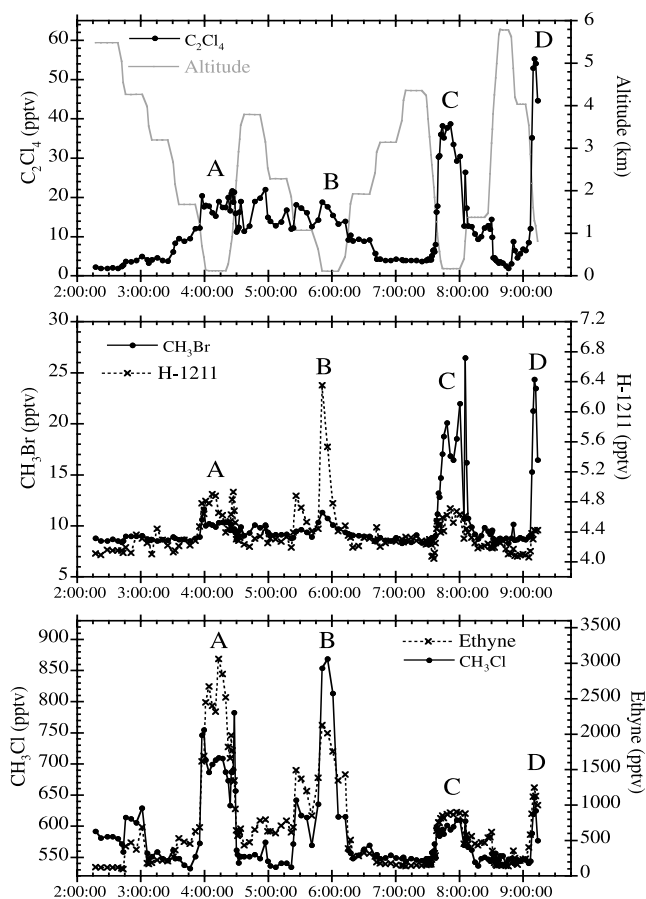 60
50
40
30
20
10
0
C₂Cl₄ (pptv)
C₂Cl₄
Altitude
A
B
C
D
6
5
4
3
2
1
0
Altitude (km)
2:00:00 3:00:00 4:00:00 5:00:00 6:00:00 7:00:00 8:00:00 9:00:00
30
25
20
15
10
5
CH₃Br (pptv)
CH₃Br
H-1211
A
B
C
D
7.2
6.8
6.4
6.0
5.6
5.2
4.8
4.4
4.0
H-1211 (pptv)
2:00:00 3:00:00 4:00:00 5:00:00 6:00:00 7:00:00 8:00:00 9:00:00
900
850
800
750
700
650
600
550
CH₃Cl (pptv)
Ethyne
CH₃Cl
A
B
C
D
3500
3000
2500
2000
1500
1000
500
0
Ethyne (pptv)
2:00:00 3:00:00 4:00:00 5:00:00 6:00:00 7:00:00 8:00:00 9:00:00